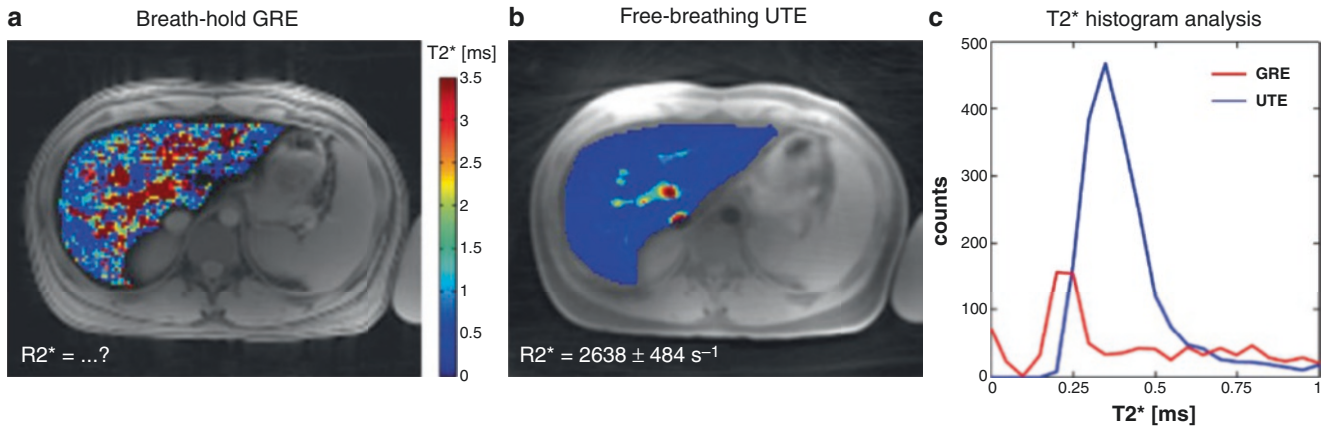 a
Breath-hold GRE
T2* [ms]
3.5
3
2.5
2
1.5
1
0.5
0
R2* = ...?
b
Free-breathing UTE
R2* = 2638 ± 484 s⁻¹
c
T2* histogram analysis
counts
500
400
300
200
100
0
GRE
UTE
0 0.25 0.5 0.75 1
T2* [ms]